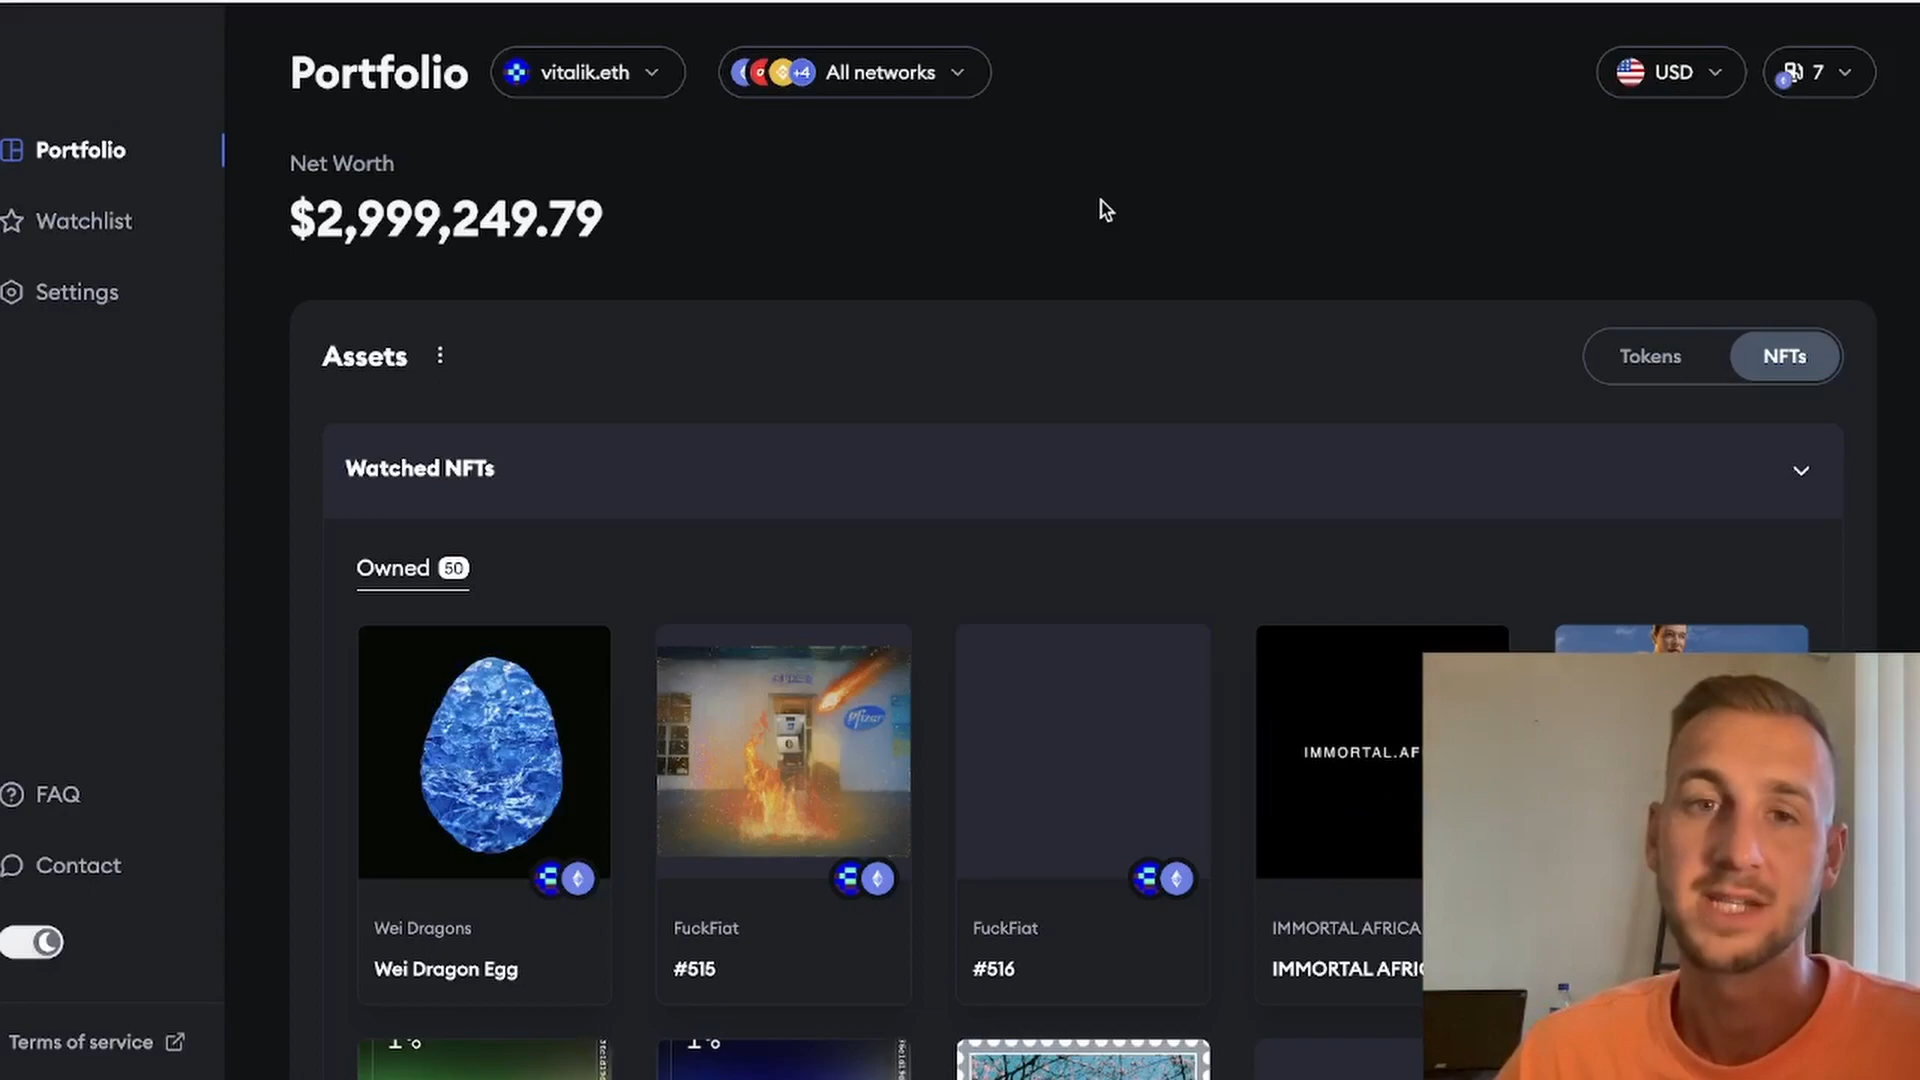 Portfolio
vitalik.eth
+4
All networks
USD
7
Portfolio
Net Worth
$2,999,249.79
Watchlist
Settings
Assets
Tokens
NFTs
Watched NFTs
Owned 50
pfizer
IMMORTAL.AF
Wei Dragons
Wei Dragon Egg
FuckFiat
#515
FuckFiat
#516
IMMORTAL AFRICA
IMMORTAL AFRIC
FAQ
Contact
Terms of service